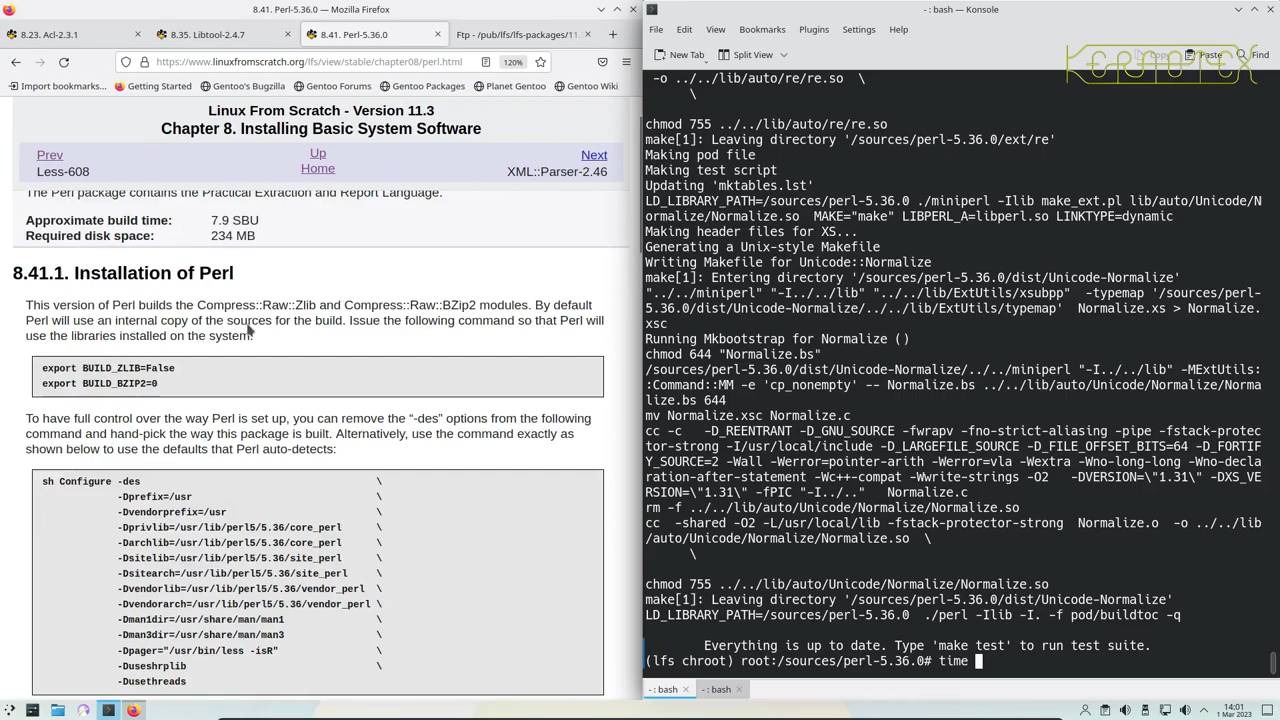 8.41. Perl-5.36.0 — Mozilla Firefox
8.23. Acl-2.3.1
8.35. Libtool-2.4.7
8.41. Perl-5.36.0
Ftp - /pub/lfs/lfs-packages/11.
https://www.linuxfromscratch.org/lfs/view/stable/chapter08/perl.html
120%
Import bookmarks...
Getting Started
Gentoo's Bugzilla
Gentoo Forums
Gentoo Packages
Planet Gentoo
Gentoo Wiki
Linux From Scratch - Version 11.3
Chapter 8. Installing Basic System Software
Prev
Up
Next
Less-608
Home
XML::Parser-2.46
The Perl package contains the Practical Extraction and Report Language.
Approximate build time: 7.9 SBU
Required disk space: 234 MB
8.41.1. Installation of Perl
This version of Perl builds the Compress::Raw::Zlib and Compress::Raw::BZip2 modules. By default
Perl will use an internal copy of the sources for the build. Issue the following command so that Perl will
use the libraries installed on the system:
export BUILD_ZLIB=False
export BUILD_BZIP2=0
To have full control over the way Perl is set up, you can remove the “-des” options from the following
command and hand-pick the way this package is built. Alternatively, use the command exactly as
shown below to use the defaults that Perl auto-detects:
sh Configure -des \
-Dprefix=/usr \
-Dvendorprefix=/usr \
-Dprivlib=/usr/lib/perl5/5.36/core_perl \
-Darchlib=/usr/lib/perl5/5.36/core_perl \
-Dsitelib=/usr/lib/perl5/5.36/site_perl \
-Dsitearch=/usr/lib/perl5/5.36/site_perl \
-Dvendorlib=/usr/lib/perl5/5.36/vendor_perl \
-Dvendorarch=/usr/lib/perl5/5.36/vendor_perl \
-Dman1dir=/usr/share/man/man1 \
-Dman3dir=/usr/share/man/man3 \
-Dpager="/usr/bin/less -isR" \
-Duseshrplib \
-Dusethreads
- : bash — Konsole
File Edit View Bookmarks Plugins Settings Help
New Tab
Split View
Copy
Paste
Find
KERNOTEX
-o ../../lib/auto/re/re.so \
\
chmod 755 ../../lib/auto/re/re.so
make[1]: Leaving directory '/sources/perl-5.36.0/ext/re'
Making pod file
Making test script
Updating 'mktables.lst'
LD_LIBRARY_PATH=/sources/perl-5.36.0 ./miniperl -Ilib make_ext.pl lib/auto/Unicode/N
ormalize/Normalize.so MAKE="make" LIBPERL_A=libperl.so LINKTYPE=dynamic
Making header files for XS...
Generating a Unix-style Makefile
Writing Makefile for Unicode::Normalize
make[1]: Entering directory '/sources/perl-5.36.0/dist/Unicode-Normalize'
"../../miniperl" "-I../../lib" "../../lib/ExtUtils/xsubpp" -typemap '/sources/perl-
5.36.0/dist/Unicode-Normalize/../../lib/ExtUtils/typemap' Normalize.xs > Normalize.
xsc
Running Mkbootstrap for Normalize ()
chmod 644 "Normalize.bs"
/sources/perl-5.36.0/dist/Unicode-Normalize/../../miniperl "-I../../lib" -MExtUtils:
:Command::MM -e 'cp_nonempty' -- Normalize.bs ../../lib/auto/Unicode/Normalize/Norma
lize.bs 644
mv Normalize.xsc Normalize.c
cc -c -D_REENTRANT -D_GNU_SOURCE -fwrapv -fno-strict-aliasing -pipe -fstack-protec
tor-strong -I/usr/local/include -D_LARGEFILE_SOURCE -D_FILE_OFFSET_BITS=64 -D_FORTIF
Y_SOURCE=2 -Wall -Werror=pointer-arith -Werror=vla -Wextra -Wno-long-long -Wno-decla
ration-after-statement -Wc++-compat -Wwrite-strings -O2 -DVERSION=\"1.31\" -DXS_VE
RSION=\"1.31\" -fPIC "-I../.." Normalize.c
rm -f ../../lib/auto/Unicode/Normalize/Normalize.so
cc -shared -O2 -L/usr/local/lib -fstack-protector-strong Normalize.o -o ../../lib
/auto/Unicode/Normalize/Normalize.so \
\
chmod 755 ../../lib/auto/Unicode/Normalize/Normalize.so
make[1]: Leaving directory '/sources/perl-5.36.0/dist/Unicode-Normalize'
LD_LIBRARY_PATH=/sources/perl-5.36.0 ./perl -Ilib -I. -f pod/buildtoc -q
Everything is up to date. Type 'make test' to run test suite.
(lfs chroot) root:/sources/perl-5.36.0# time
- : bash
- : bash
14:01
1 Mar 2023